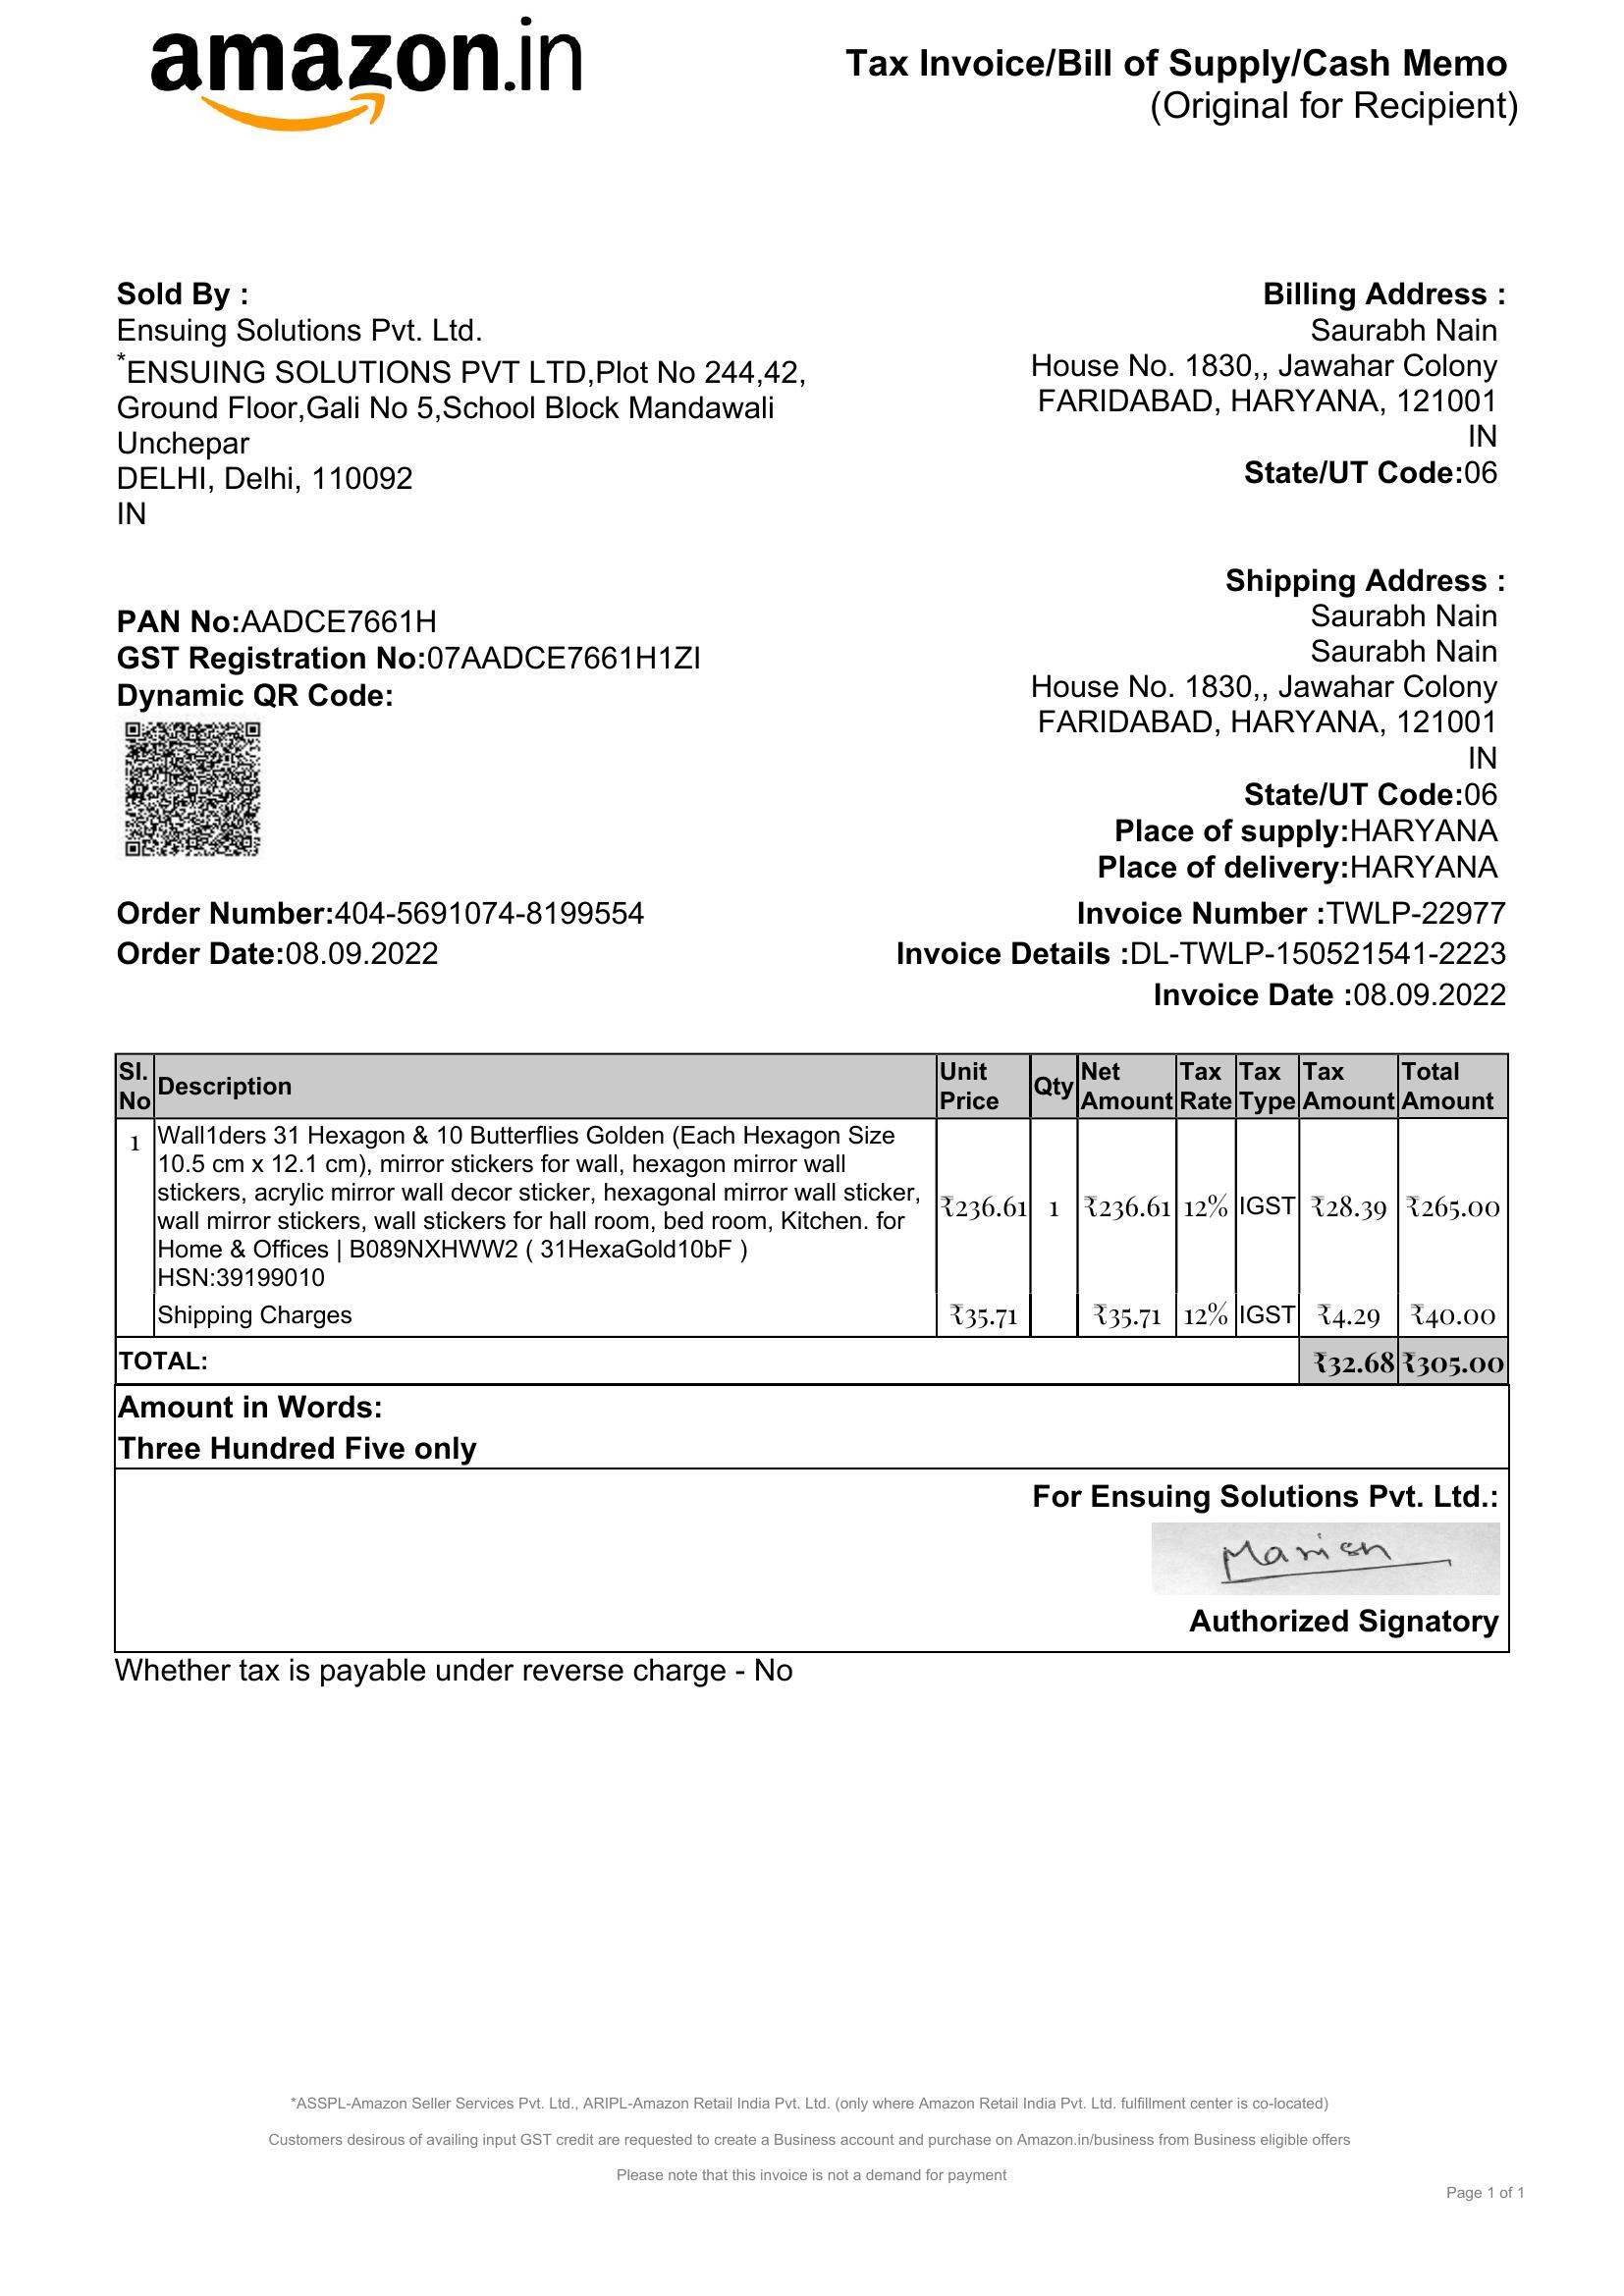 amazon.in
Tax Invoice/Bill of Supply/Cash Memo
(Original for Recipient)
Sold By :
Ensuing Solutions Pvt. Ltd.
*ENSUING SOLUTIONS PVT LTD,Plot No 244,42,
Ground Floor,Gali No 5,School Block Mandawali
Unchepar
DELHI, Delhi, 110092
IN
Billing Address :
Saurabh Nain
House No. 1830,, Jawahar Colony
FARIDABAD, HARYANA, 121001
IN
State/UT Code:06
PAN No:AADCE7661H
GST Registration No:07AADCE7661H1ZI
Dynamic QR Code:
Shipping Address :
Saurabh Nain
Saurabh Nain
House No. 1830,, Jawahar Colony
FARIDABAD, HARYANA, 121001
IN
State/UT Code:06
Place of supply:HARYANA
Place of delivery:HARYANA
Order Number:404-5691074-8199554
Order Date:08.09.2022
Invoice Number :TWLP-22977
Invoice Details :DL-TWLP-150521541-2223
Invoice Date :08.09.2022
Sl. No Description Unit Price Qty Net Amount Tax Rate Tax Type Tax Amount Total Amount
1 Wall1ders 31 Hexagon & 10 Butterflies Golden (Each Hexagon Size
10.5 cm x 12.1 cm), mirror stickers for wall, hexagon mirror wall
stickers, acrylic mirror wall decor sticker, hexagonal mirror wall sticker,
wall mirror stickers, wall stickers for hall room, bed room, Kitchen. for
Home & Offices | B089NXHWW2 ( 31HexaGold10bF )
HSN:39199010
₹236.61 1 ₹236.61 12% IGST ₹28.39 ₹265.00
Shipping Charges ₹35.71 ₹35.71 12% IGST ₹4.29 ₹40.00
TOTAL: ₹32.68 ₹305.00
Amount in Words:
Three Hundred Five only
For Ensuing Solutions Pvt. Ltd.:
Manish
Authorized Signatory
Whether tax is payable under reverse charge - No
*ASSPL-Amazon Seller Services Pvt. Ltd., ARIPL-Amazon Retail India Pvt. Ltd. (only where Amazon Retail India Pvt. Ltd. fulfillment center is co-located)
Customers desirous of availing input GST credit are requested to create a Business account and purchase on Amazon.in/business from Business eligible offers
Please note that this invoice is not a demand for payment
Page 1 of 1